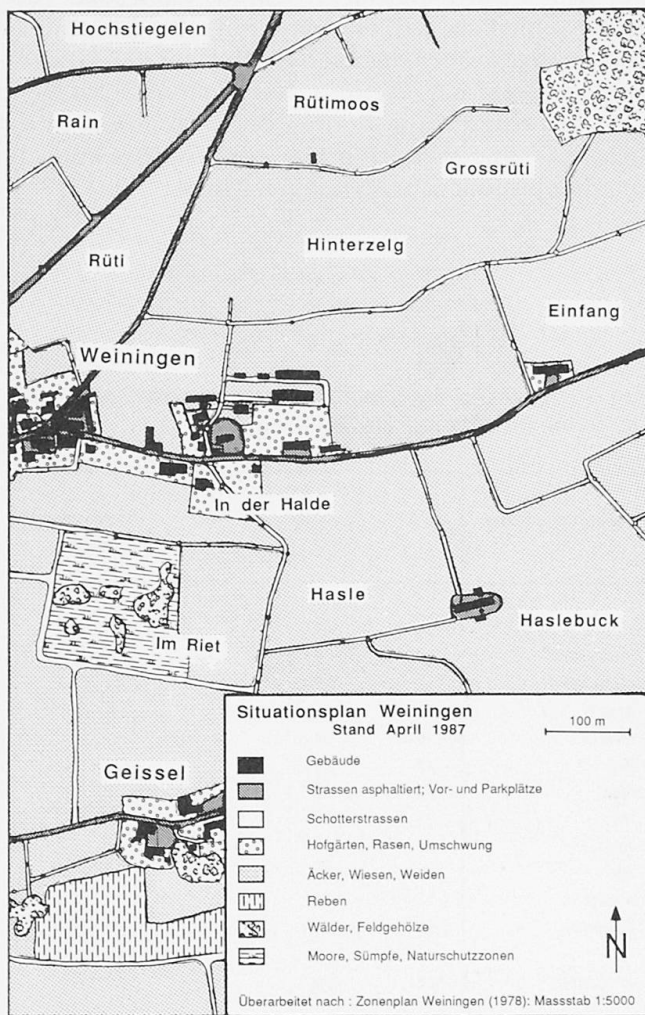 Hochstiegelen
Rütimoos
Rain
Grossrüti
Hinterzelg
Rüti
Einfang
Weiningen
In der Halde
Hasle
Haslebuck
Im Riet
Geissel
Situationsplan Weiningen
Stand April 1987
100 m
Gebäude
Strassen asphaltiert; Vor- und Parkplätze
Schotterstrassen
Hofgärten, Rasen, Umschwung
Äcker, Wiesen, Weiden
Reben
Wälder, Feldgehölze
Moore, Sümpfe, Naturschutzzonen
N
Überarbeitet nach : Zonenplan Weiningen (1978): Massstab 1:5000